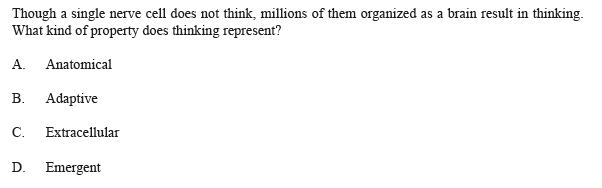 Though a single nerve cell does not think, millions of them organized as a brain result in thinking.
What kind of property does thinking represent?
A. Anatomical
B. Adaptive
C. Extracellular
D. Emergent